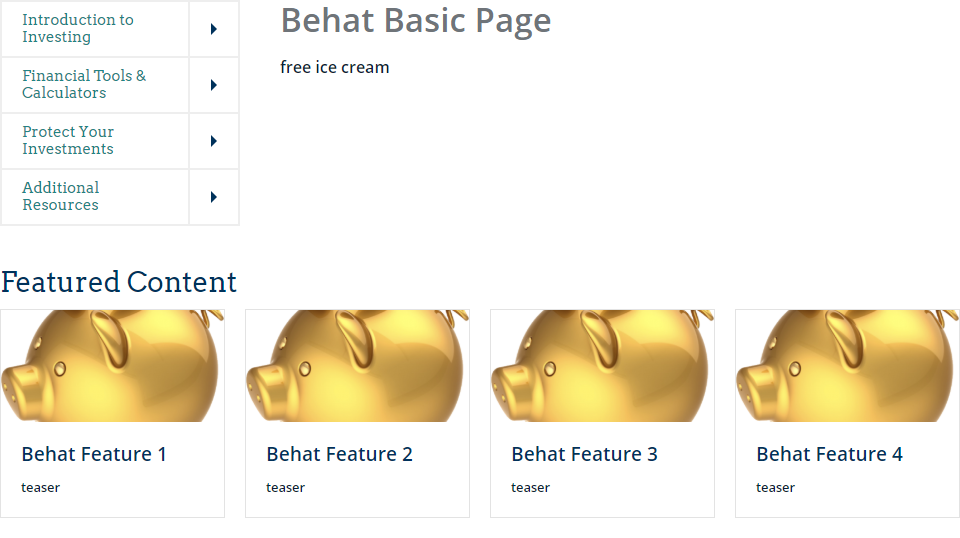 Introduction to
Investing
Financial Tools &
Calculators
Protect Your
Investments
Additional
Resources
Behat Basic Page
free ice cream
Featured Content
Behat Feature 1
teaser
Behat Feature 2
teaser
Behat Feature 3
teaser
Behat Feature 4
teaser